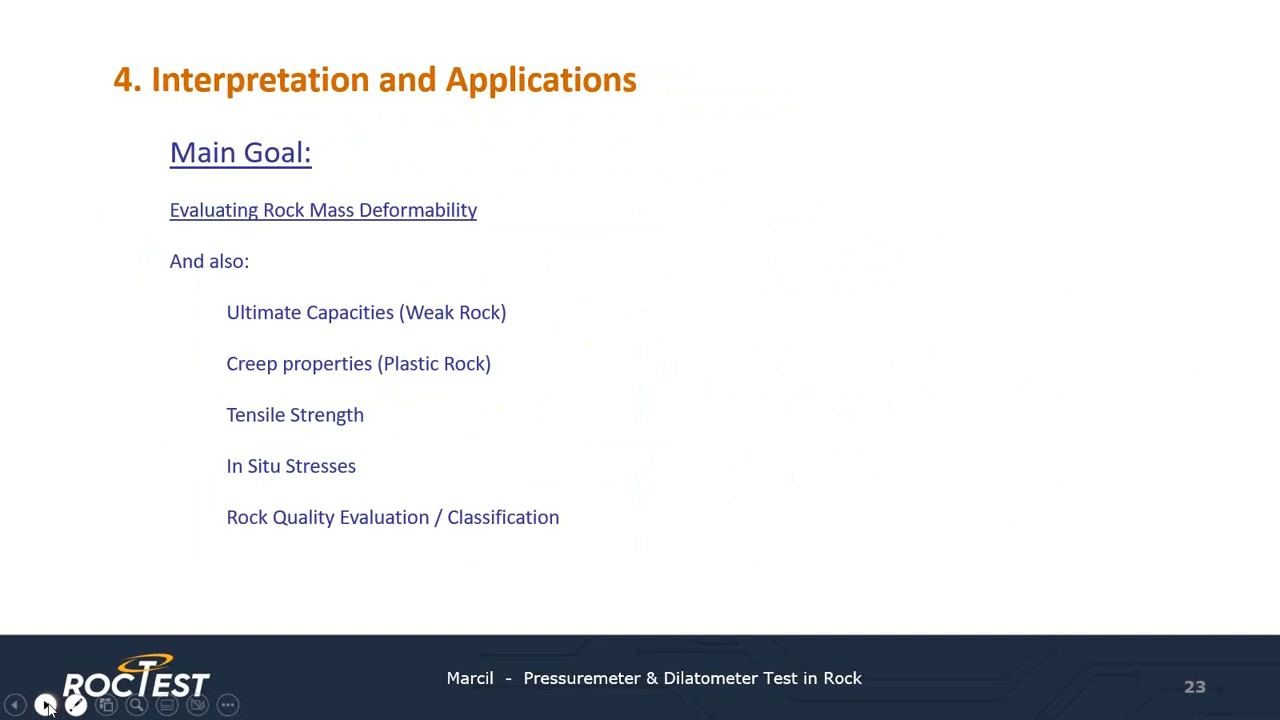 4. Interpretation and Applications
Main Goal:
Evaluating Rock Mass Deformability
And also:
Ultimate Capacities (Weak Rock)
Creep properties (Plastic Rock)
Tensile Strength
In Situ Stresses
Rock Quality Evaluation / Classification
ROCTEST
Marcil - Pressuremeter & Dilatometer Test in Rock
23